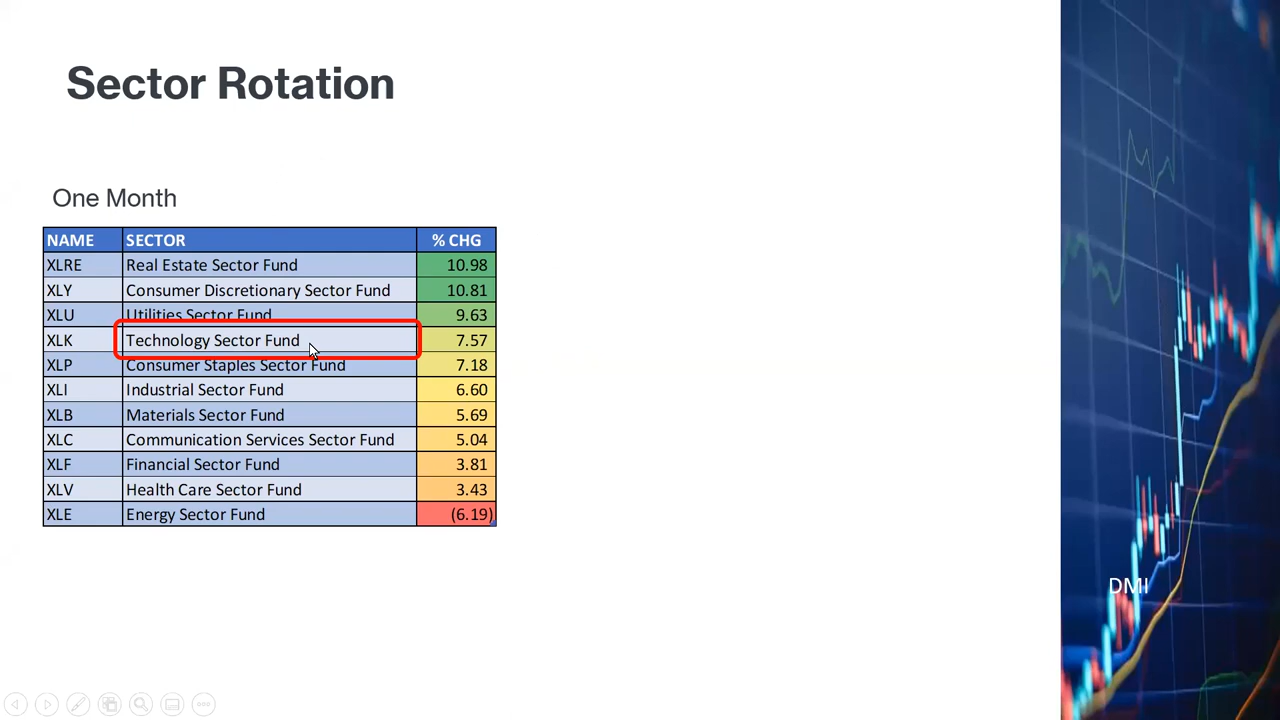 Sector Rotation
One Month
NAME SECTOR % CHG
XLRE Real Estate Sector Fund 10.98
XLY Consumer Discretionary Sector Fund 10.81
XLU Utilities Sector Fund 9.63
XLK Technology Sector Fund 7.57
XLP Consumer Staples Sector Fund 7.18
XLI Industrial Sector Fund 6.60
XLB Materials Sector Fund 5.69
XLC Communication Services Sector Fund 5.04
XLF Financial Sector Fund 3.81
XLV Health Care Sector Fund 3.43
XLE Energy Sector Fund (6.19)
DMI